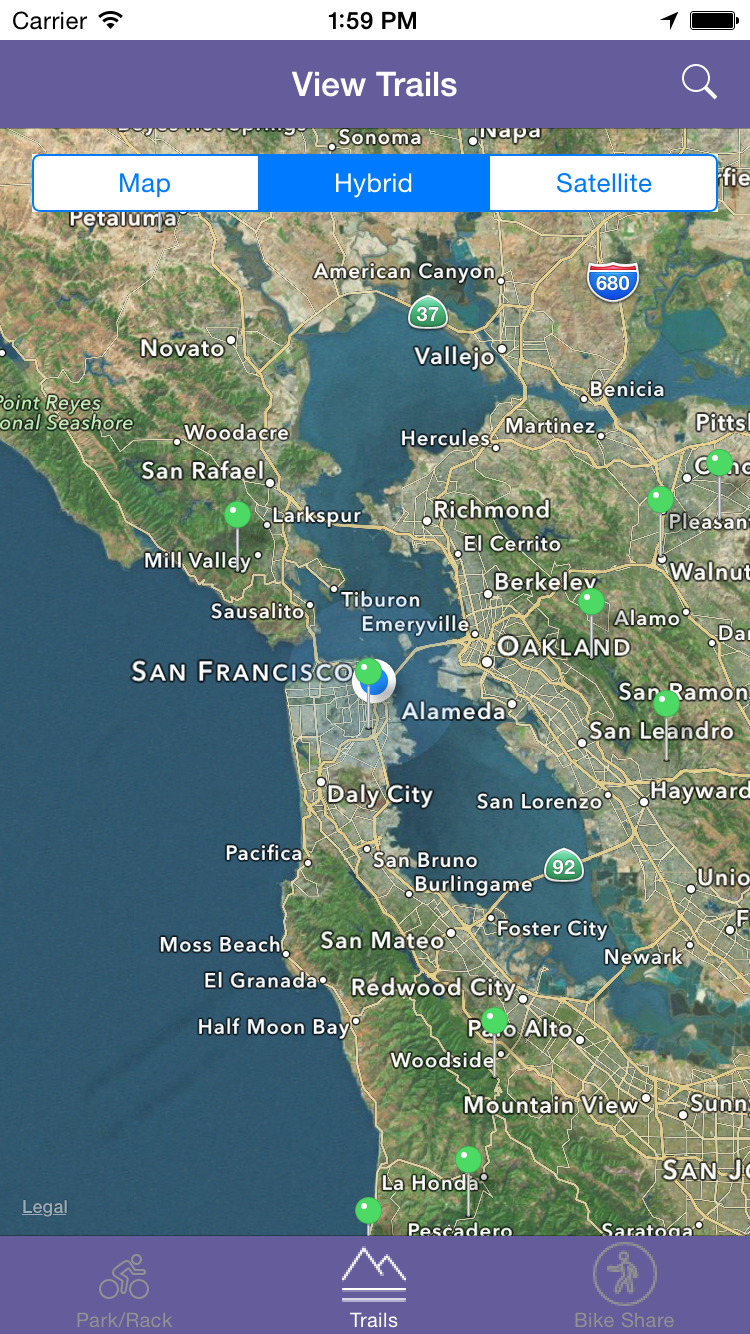 Carrier 1:59 PM
View Trails
Sonoma
Napa
Map Hybrid Satellite
Petaluma
American Canyon
680
37
Novato
Vallejo
Benicia
Point Reyes
onal Seashore
Woodacre
Hercules
Martinez
Pittsb
San Rafael
Larkspur
Richmond
Pleasan
El Cerrito
Mill Valley
Walnut
Berkeley
Tiburon
Sausalito
Emeryville
Alamo
Dan
OAKLAND
SAN FRANCISCO
San Ramon
Alameda
San Leandro
Daly City
San Lorenzo
Hayward
Pacifica
San Bruno
92
Burlingame
Unio
F
Foster City
Moss Beach
San Mateo
Newark
El Granada
Redwood City
Half Moon Bay
Palo Alto
Woodside
Mountain View
Sunn
SAN JO
La Honda
Legal
Pescadero
Saratoga
Park/Rack Trails Bike Share